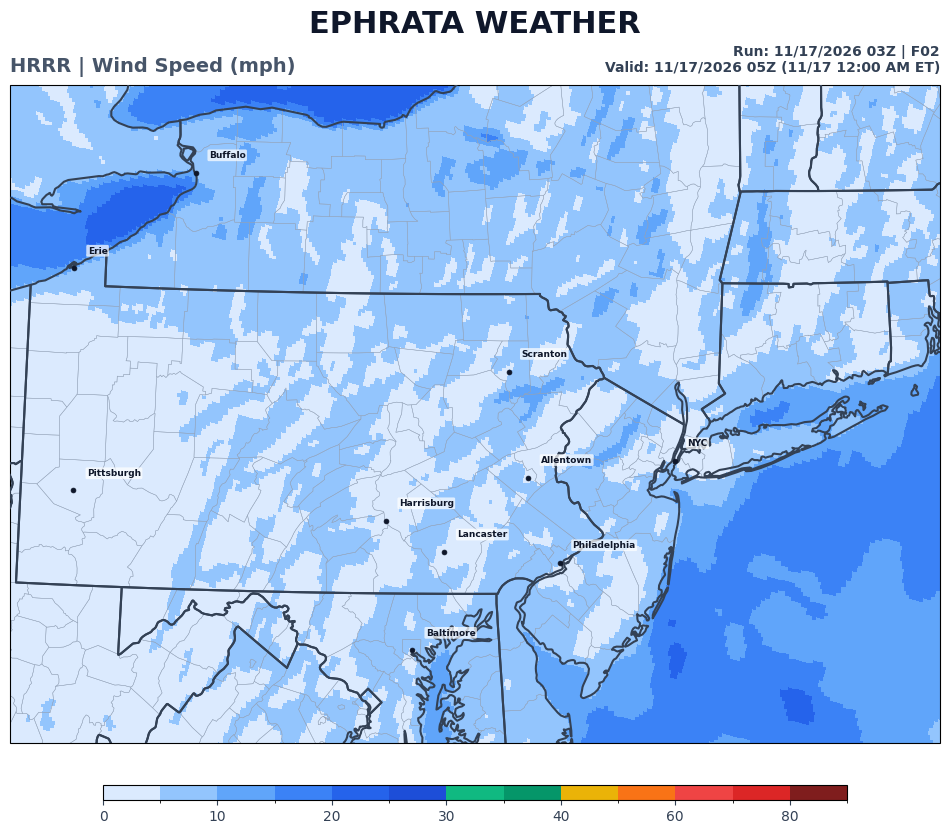 EPHRATA WEATHER
HRRR | Wind Speed (mph)
Run: 11/17/2026 03Z | F02
Valid: 11/17/2026 05Z (11/17 12:00 AM ET)
Buffalo
Erie
Scranton
NYC
Allentown
Pittsburgh
Harrisburg
Lancaster
Philadelphia
Baltimore
0 10 20 30 40 50 60 70 80